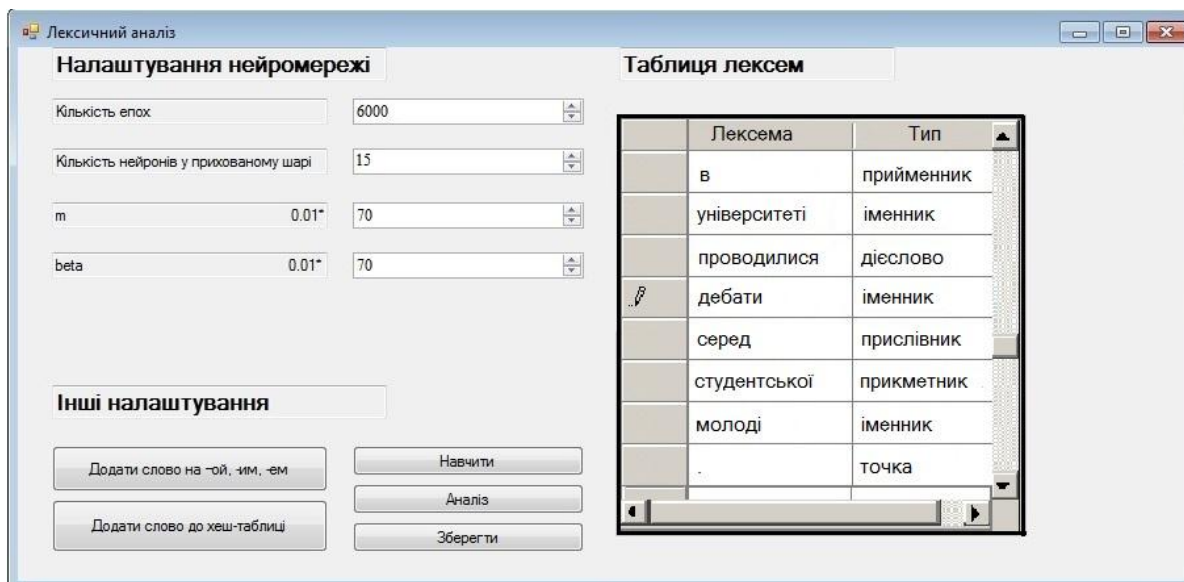 Лексичний аналіз
Налаштування нейромережі
Кількість епох 6000
Кількість нейронів у прихованому шарі 15
m 0.01* 70
beta 0.01* 70
Інші налаштування
Додати слово на -ой, -им, -ем
Додати слово до хеш-таблиці
Навчити
Аналіз
Зберегти
Таблиця лексем
Лексема Тип
в прийменник
університеті іменник
проводилися дієслово
дебати іменник
серед прислівник
студентської прикметник
молоді іменник
. точка